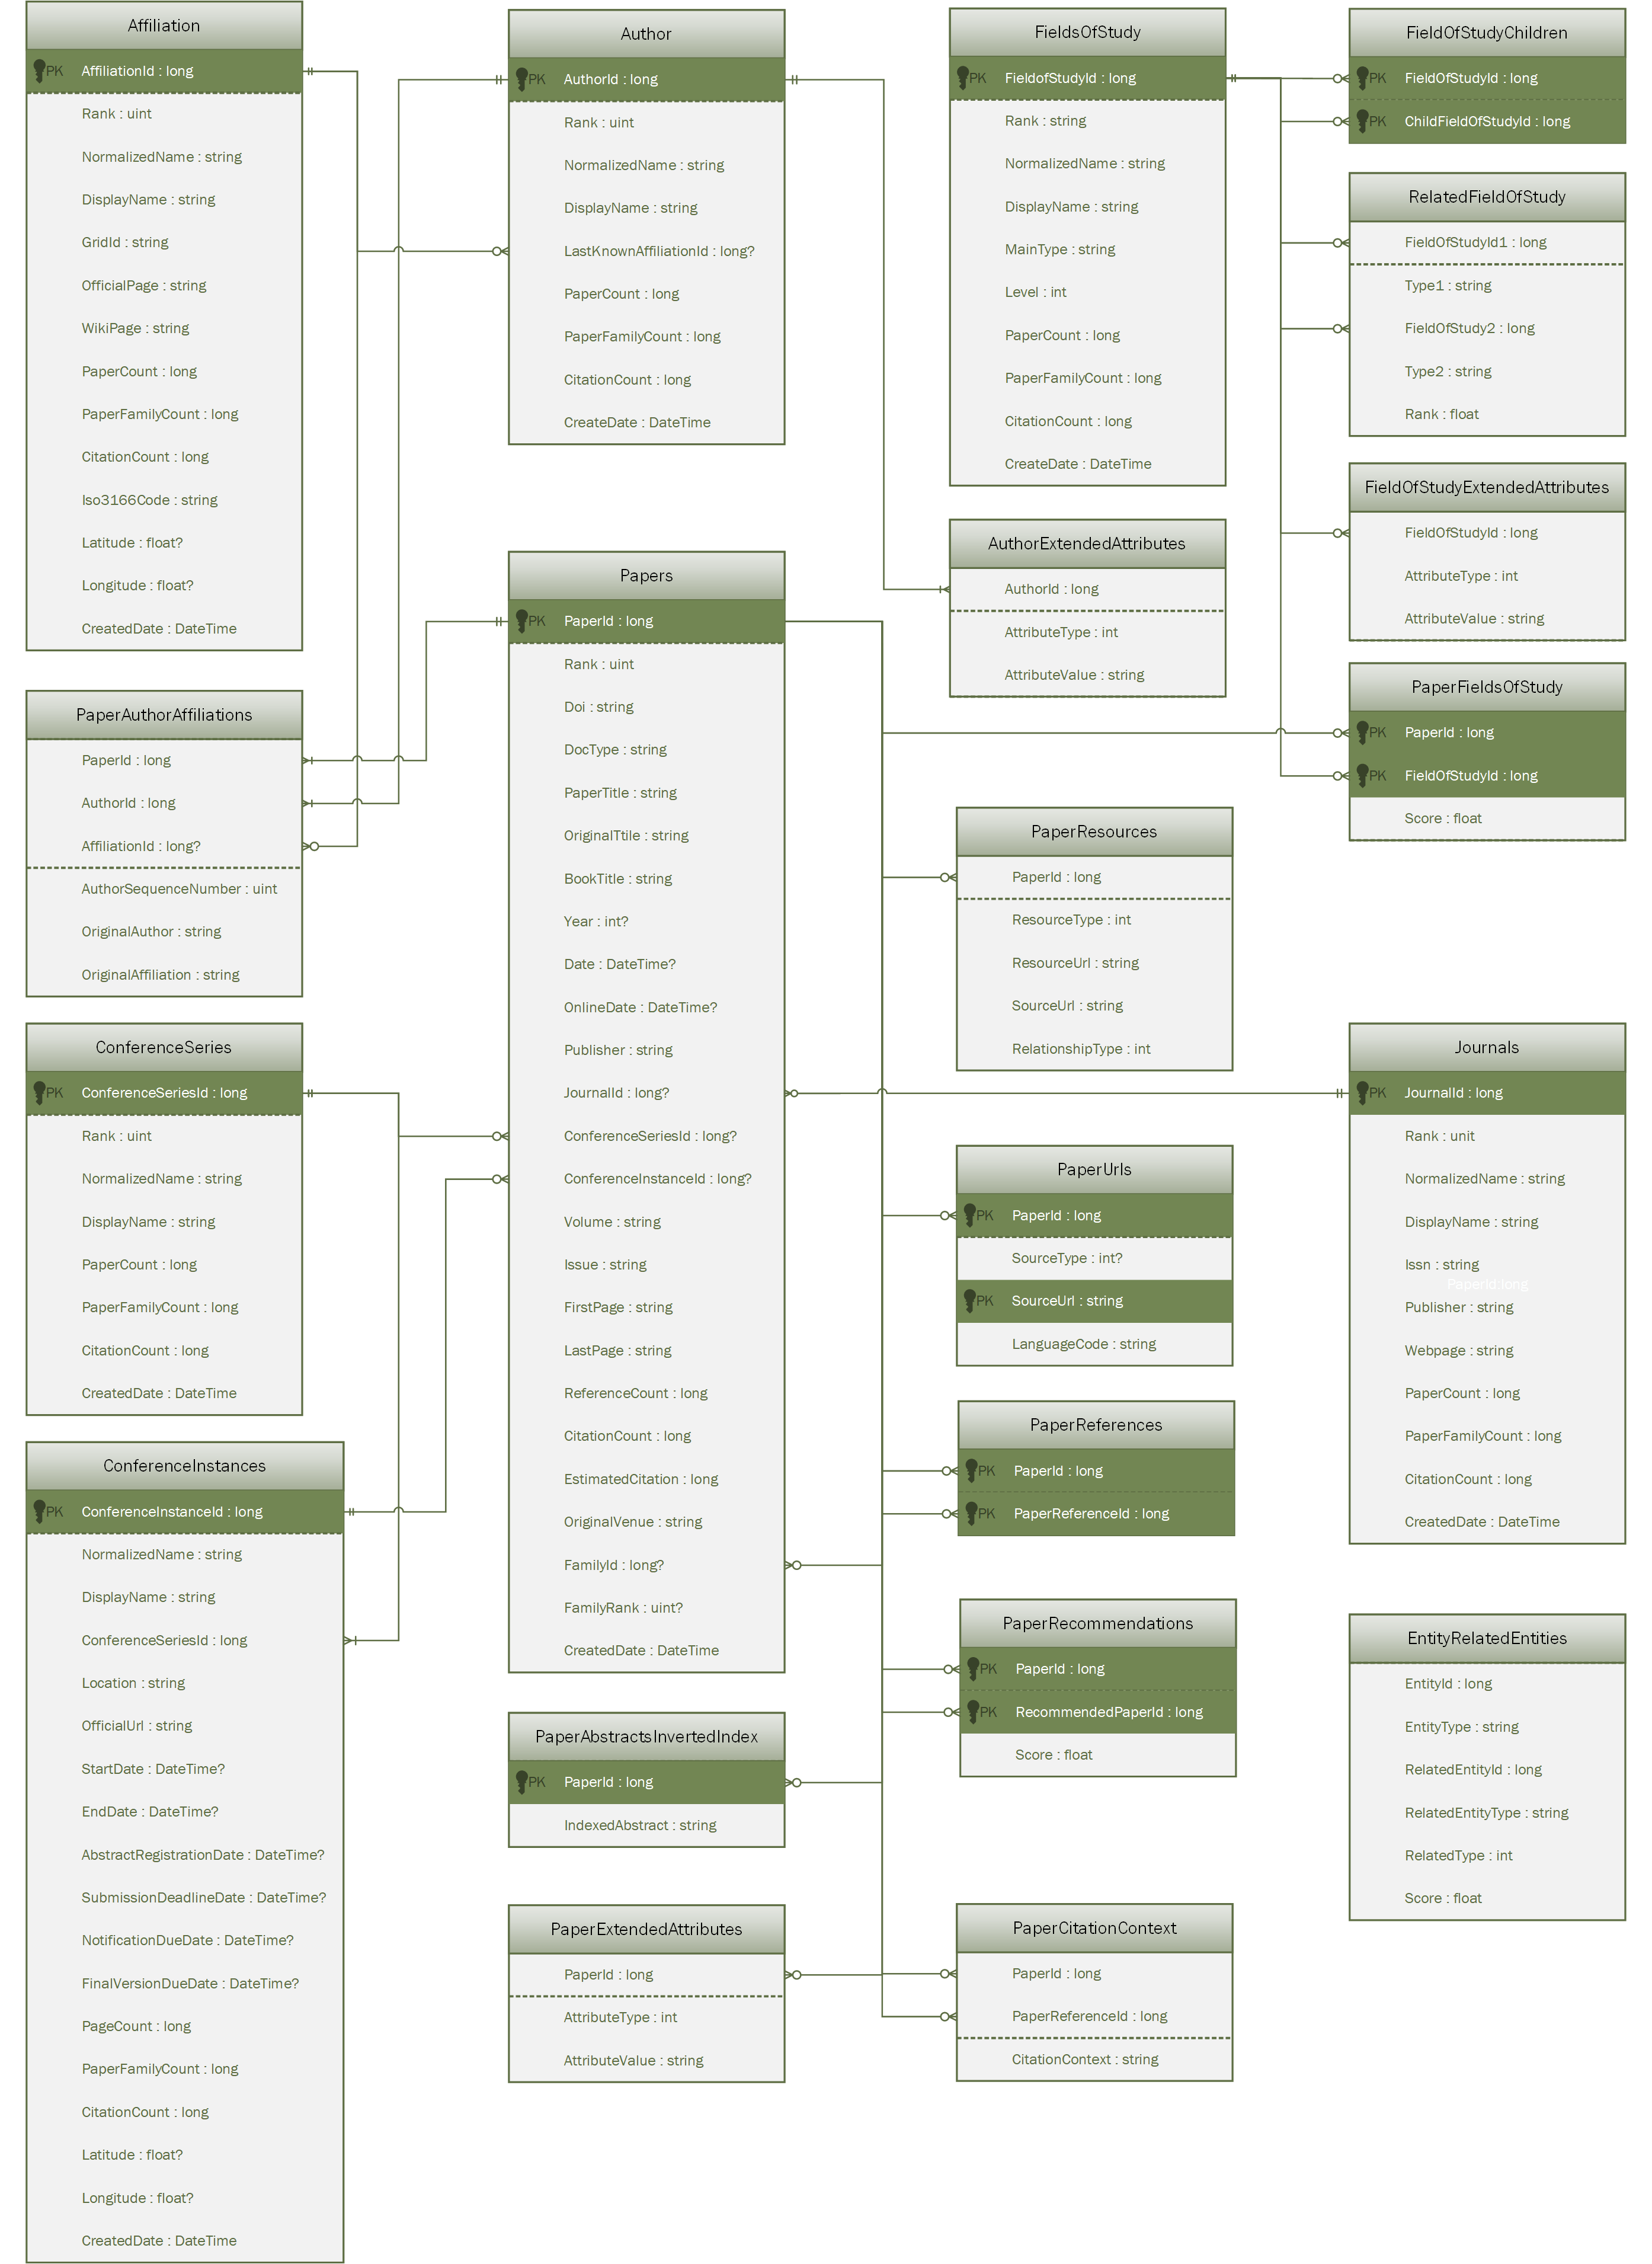 Affiliation
PK AffiliationId : long
Rank : uint
NormalizedName : string
DisplayName : string
GridId : string
OfficialPage : string
WikiPage : string
PaperCount : long
PaperFamilyCount : long
CitationCount : long
Iso3166Code : string
Latitude : float?
Longitude : float?
CreatedDate : DateTime
Author
PK AuthorId : long
Rank : uint
NormalizedName : string
DisplayName : string
LastKnownAffiliationId : long?
PaperCount : long
PaperFamilyCount : long
CitationCount : long
CreateDate : DateTime
FieldsOfStudy
PK FieldofStudyId : long
Rank : string
NormalizedName : string
DisplayName : string
MainType : string
Level : int
PaperCount : long
PaperFamilyCount : long
CitationCount : long
CreateDate : DateTime
FieldOfStudyChildren
PK FieldOfStudyId : long
PK ChildFieldOfStudyId : long
RelatedFieldOfStudy
FieldOfStudyId1 : long
Type1 : string
FieldOfStudy2 : long
Type2 : string
Rank : float
FieldOfStudyExtendedAttributes
FieldOfStudyId : long
AttributeType : int
AttributeValue : string
AuthorExtendedAttributes
AuthorId : long
AttributeType : int
AttributeValue : string
Papers
PK PaperId : long
Rank : uint
Doi : string
DocType : string
PaperTitle : string
OriginalTtile : string
BookTitle : string
Year : int?
Date : DateTime?
OnlineDate : DateTime?
Publisher : string
JournalId : long?
ConferenceSeriesId : long?
ConferenceInstanceId : long?
Volume : string
Issue : string
FirstPage : string
LastPage : string
ReferenceCount : long
CitationCount : long
EstimatedCitation : long
OriginalVenue : string
FamilyId : long?
FamilyRank : uint?
CreatedDate : DateTime
PaperFieldsOfStudy
PK PaperId : long
PK FieldOfStudyId : long
Score : float
PaperAuthorAffiliations
PaperId : long
AuthorId : long
AffiliationId : long?
AuthorSequenceNumber : uint
OriginalAuthor : string
OriginalAffiliation : string
PaperResources
PaperId : long
ResourceType : int
ResourceUrl : string
SourceUrl : string
RelationshipType : int
ConferenceSeries
PK ConferenceSeriesId : long
Rank : uint
NormalizedName : string
DisplayName : string
PaperCount : long
PaperFamilyCount : long
CitationCount : long
CreatedDate : DateTime
Journals
PK JournalId : long
Rank : unit
NormalizedName : string
DisplayName : string
Issn : string
PaperId:long
Publisher : string
Webpage : string
PaperCount : long
PaperFamilyCount : long
CitationCount : long
CreatedDate : DateTime
PaperUrls
PK PaperId : long
SourceType : int?
PK SourceUrl : string
LanguageCode : string
PaperReferences
PK PaperId : long
PK PaperReferenceId : long
ConferenceInstances
PK ConferenceInstanceId : long
NormalizedName : string
DisplayName : string
ConferenceSeriesId : long
Location : string
OfficialUrl : string
StartDate : DateTime?
EndDate : DateTime?
AbstractRegistrationDate : DateTime?
SubmissionDeadlineDate : DateTime?
NotificationDueDate : DateTime?
FinalVersionDueDate : DateTime?
PageCount : long
PaperFamilyCount : long
CitationCount : long
Latitude : float?
Longitude : float?
CreatedDate : DateTime
PaperRecommendations
PK PaperId : long
PK RecommendedPaperId : long
Score : float
EntityRelatedEntities
EntityId : long
EntityType : string
RelatedEntityId : long
RelatedEntityType : string
RelatedType : int
Score : float
PaperAbstractsInvertedIndex
PK PaperId : long
IndexedAbstract : string
PaperExtendedAttributes
PaperId : long
AttributeType : int
AttributeValue : string
PaperCitationContext
PaperId : long
PaperReferenceId : long
CitationContext : string